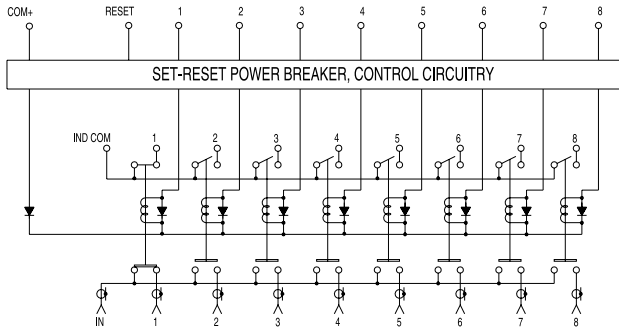 COM+ RESET 1 2 3 4 5 6 7 8
SET-RESET POWER BREAKER, CONTROL CIRCUITRY
IND COM 1 2 3 4 5 6 7 8
IN 1 2 3 4 5 6 7 8